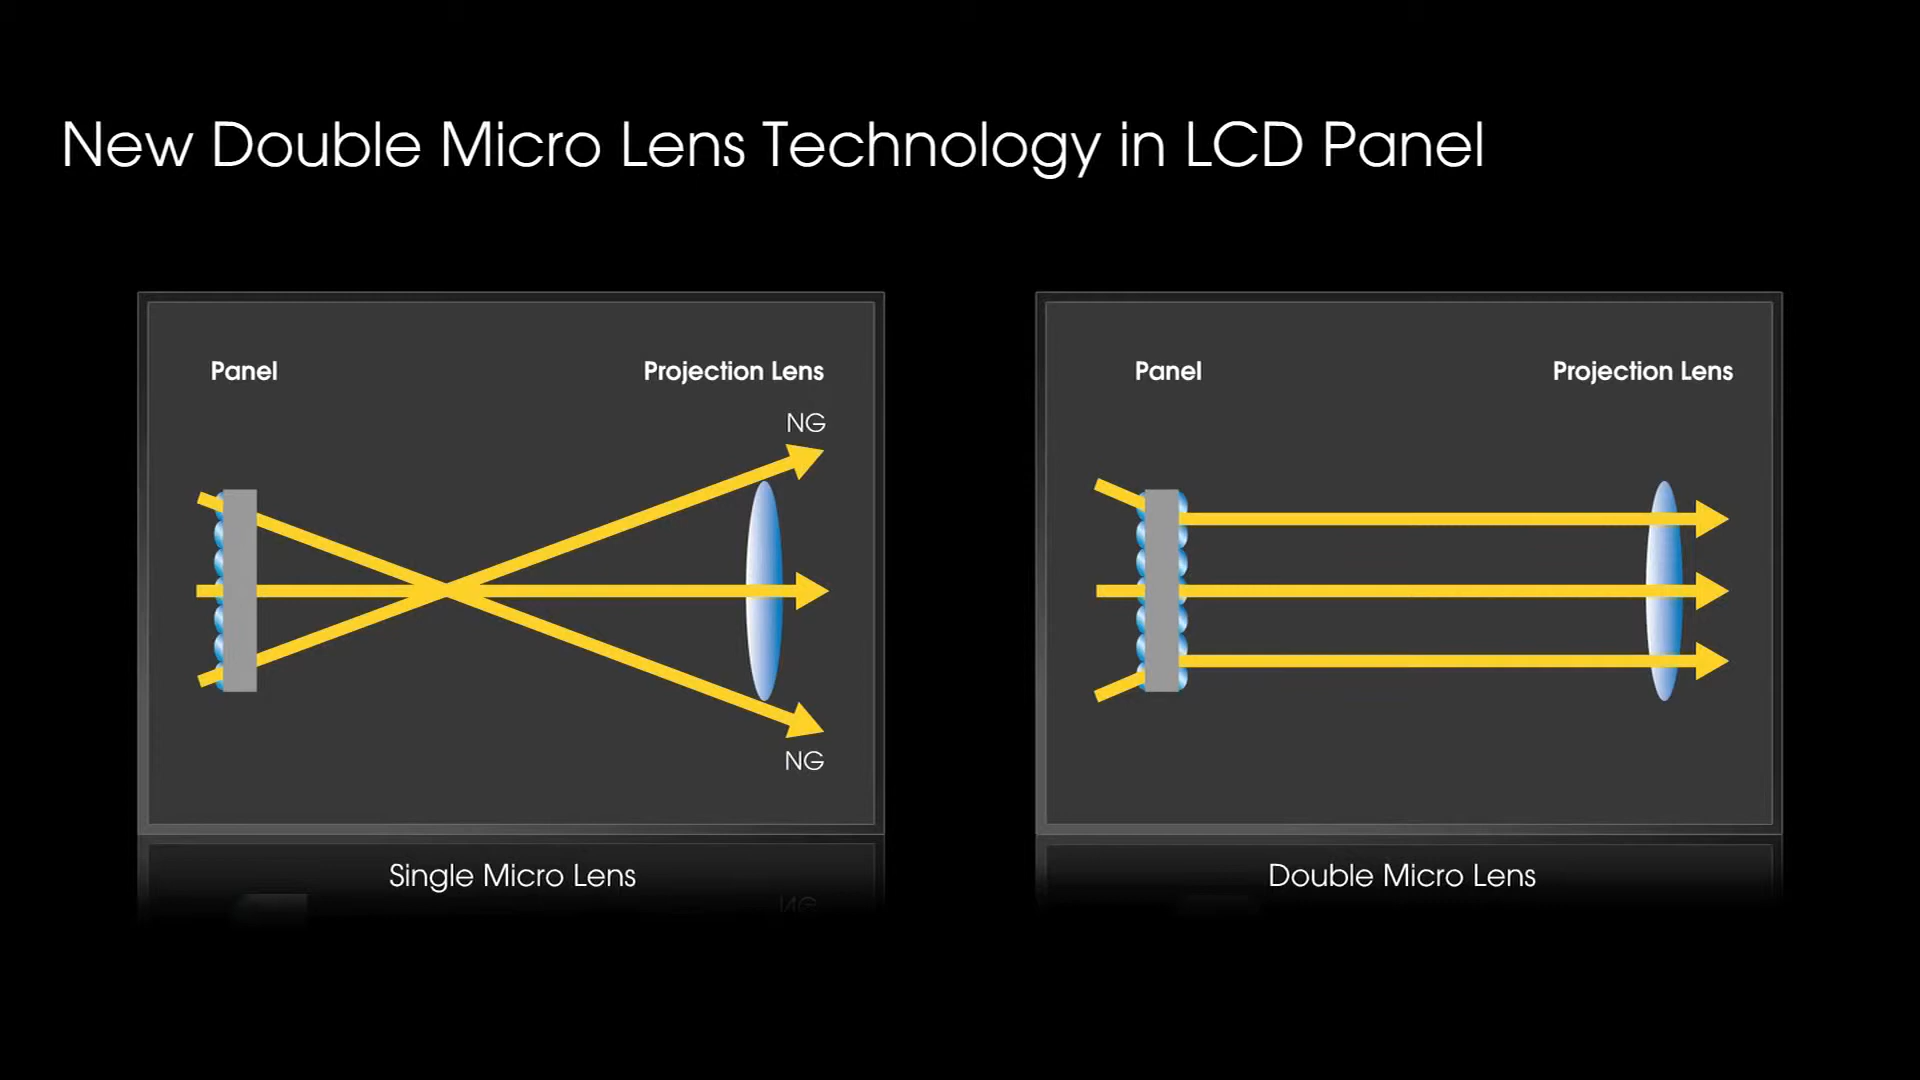 New Double Micro Lens Technology in LCD Panel
Panel
Projection Lens
NG
NG
Single Micro Lens
Panel
Projection Lens
Double Micro Lens